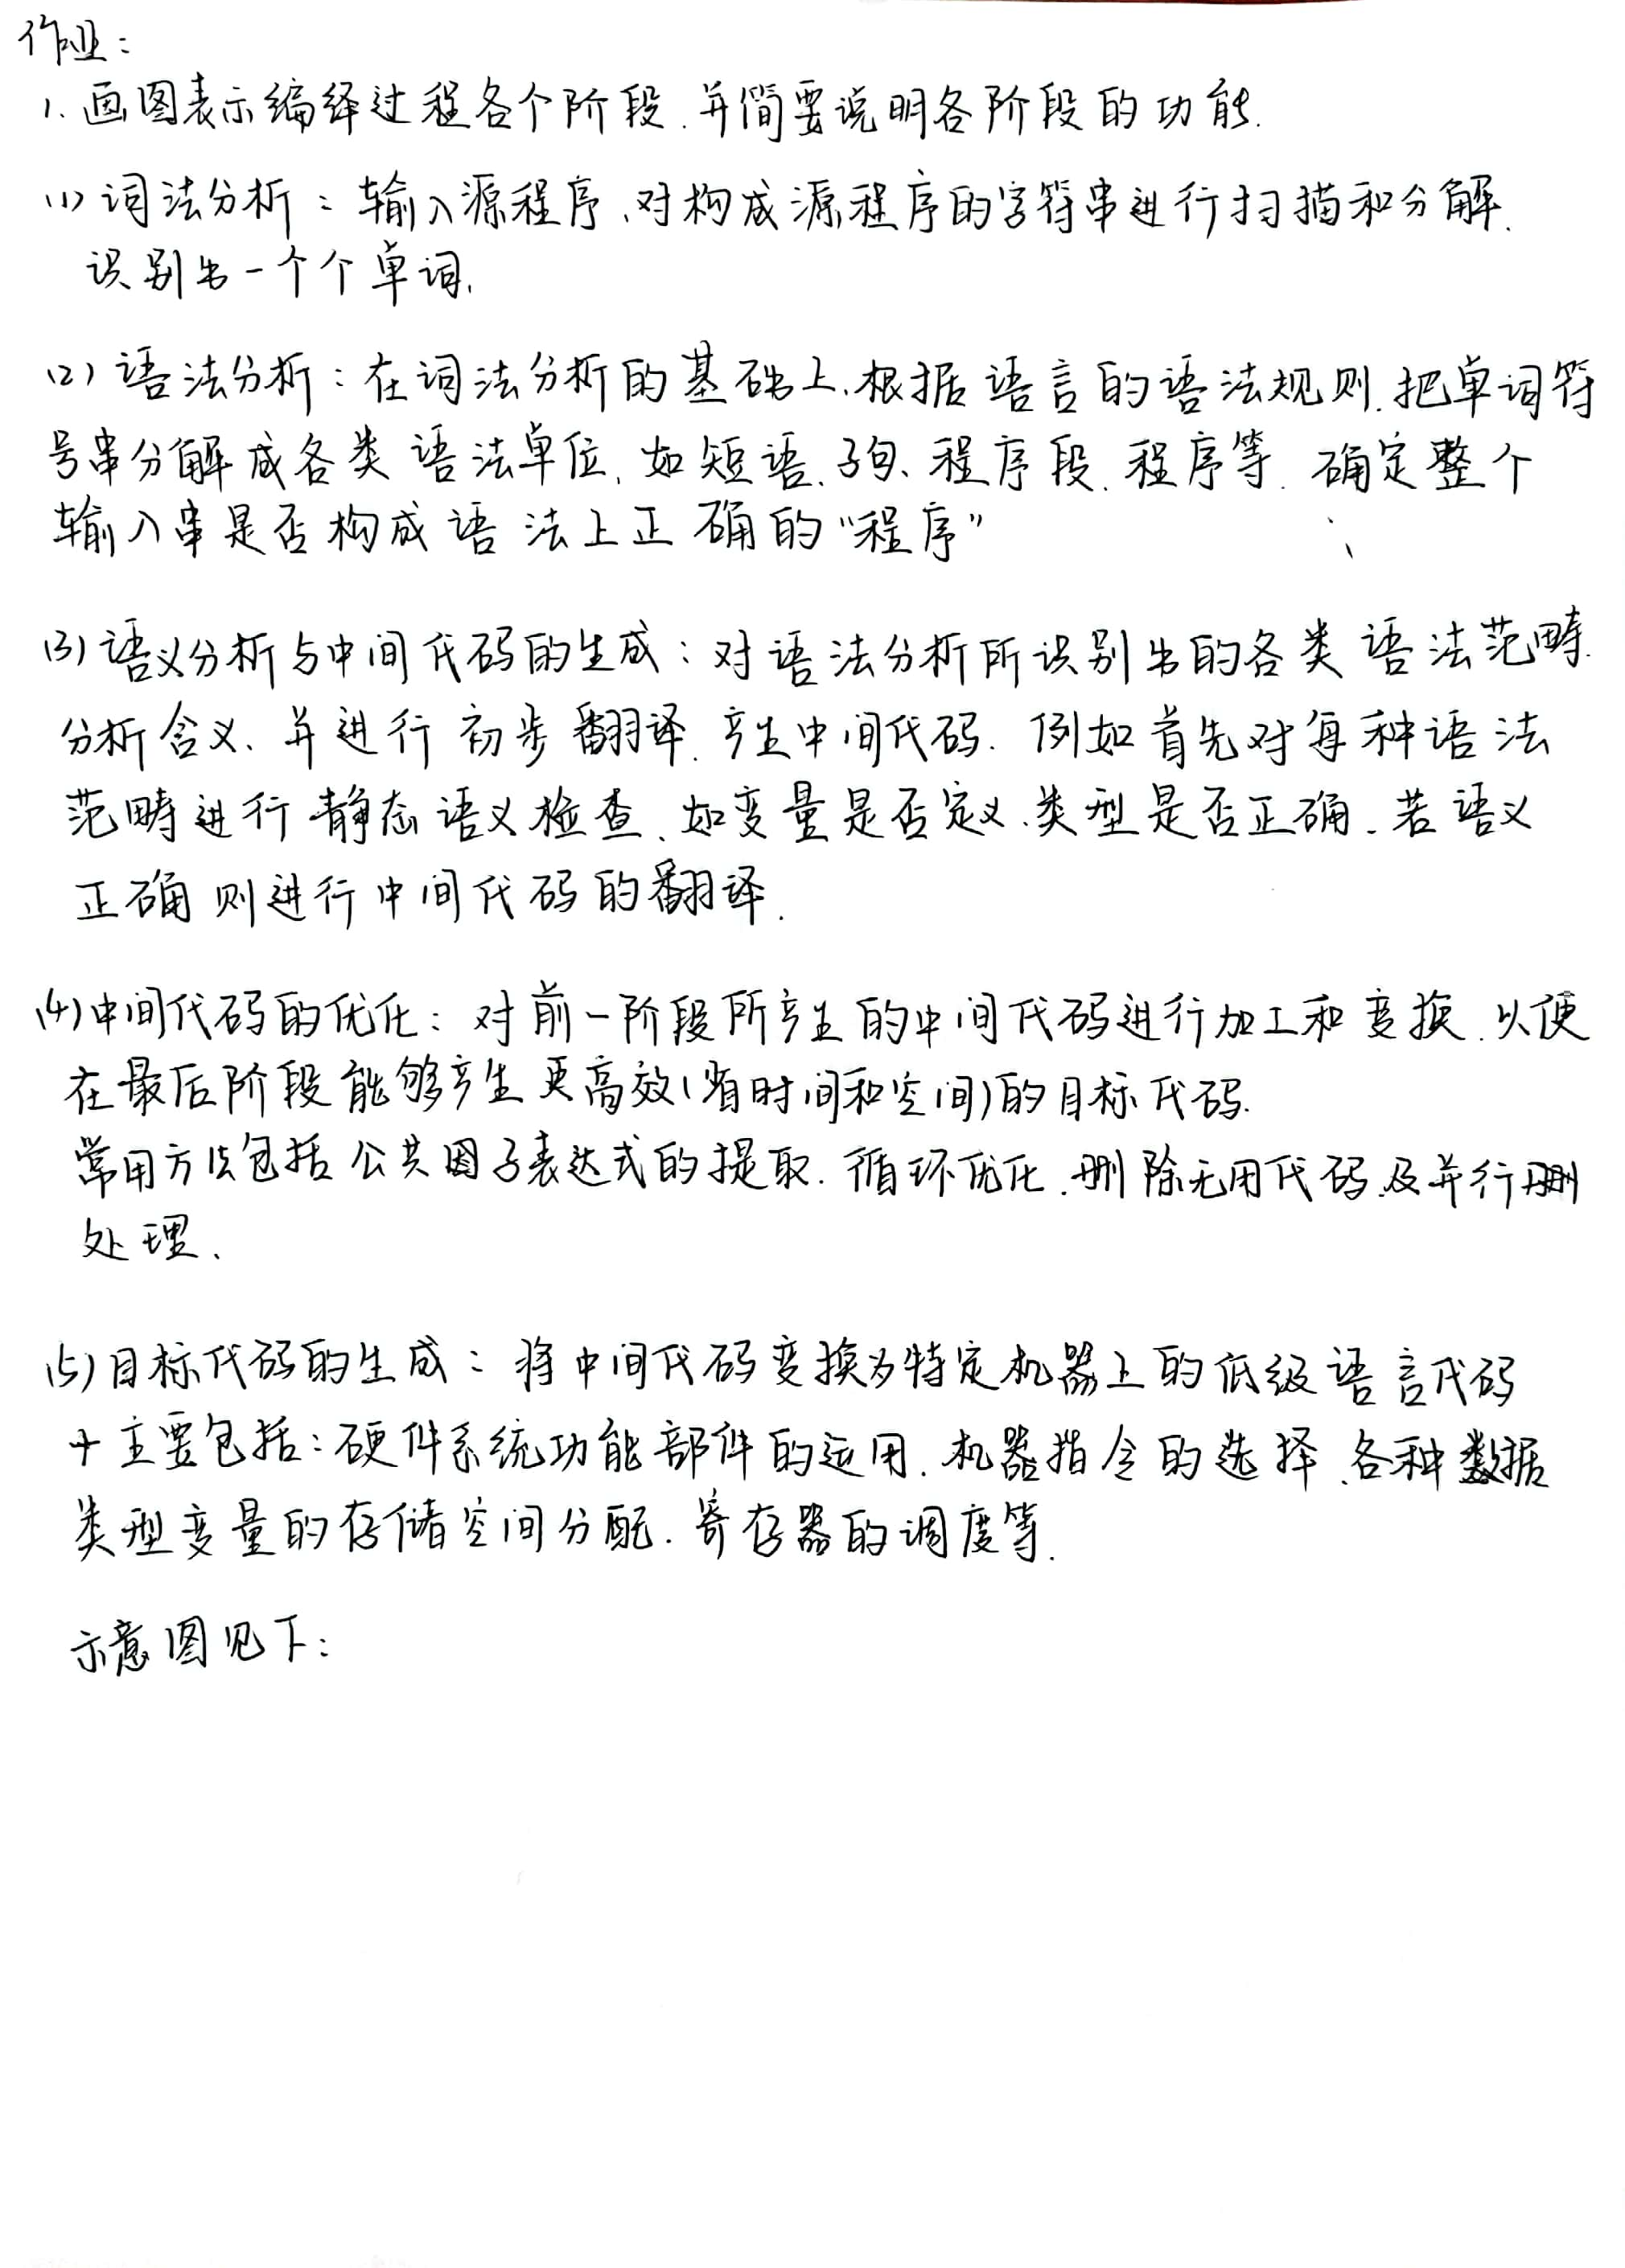 作业：
1. 画图表示编译过程各个阶段.并简要说明各阶段的功能.
(1) 词法分析：输入源程序、对构成源程序的字符串进行扫描和分解.
识别出一个个单词.
(2) 语法分析：在词法分析的基础上、根据语言的语法规则.把单词符
号串分解成各类语法单位、如短语、子句、程序段、程序等. 确定整个
输入串是否构成语法上正确的“程序”
(3) 语义分析与中间代码的生成：对语法分析所识别出的各类语法范畴.
分析含义、并进行初步翻译.产生中间代码. 例如首先对每种语法
范畴进行静态语义检查、如变量是否定义、类型是否正确.若语义
正确则进行中间代码的翻译.
(4) 中间代码的优化：对前一阶段所产生的中间代码进行加工和变换.以便
在最后阶段能够产生更高效(省时间和空间)的目标代码.
常用方法包括公共因子表达式的提取.循环优化.删除无用代码.及并行
处理、
(5) 目标代码的生成：将中间代码变换为特定机器上的低级语言代码
+ 主要包括：硬件系统功能部件的运用.机器指令的选择、各种数据
类型变量的存储空间分配.寄存器的调度等.
示意图见下：